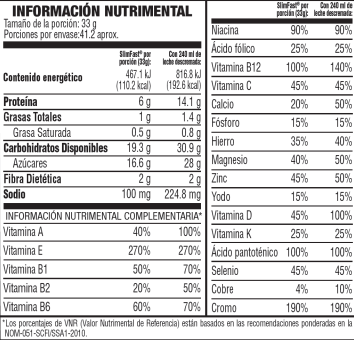 INFORMACIÓN NUTRIMENTAL
Tamaño de la porción: 33 g
Porciones por envase:41.2 aprox.
SlimFast® por porción (33g): Con 240 ml de leche descremada:
Contenido energético 467.1 kJ (110.2 kcal) 816.8 kJ (192.6 kcal)
Proteína 6 g 14.1 g
Grasas Totales 1 g 1.4 g
Grasa Saturada 0.5 g 0.8 g
Carbohidratos Disponibles 19.3 g 30.9 g
Azúcares 16.6 g 28 g
Fibra Dietética 2 g 2 g
Sodio 100 mg 224.8 mg
INFORMACIÓN NUTRIMENTAL COMPLEMENTARIA*
Vitamina A 40% 100%
Vitamina E 270% 270%
Vitamina B1 50% 70%
Vitamina B2 20% 50%
Vitamina B6 60% 70%
SlimFast® por porción (33g): Con 240 ml de leche descremada:
Niacina 90% 90%
Ácido fólico 25% 25%
Vitamina B12 100% 140%
Vitamina C 45% 45%
Calcio 20% 50%
Fósforo 15% 15%
Hierro 35% 40%
Magnesio 40% 50%
Zinc 45% 50%
Yodo 15% 15%
Vitamina D 45% 100%
Vitamina K 25% 25%
Ácido pantoténico 100% 100%
Selenio 45% 45%
Cobre 4% 10%
Cromo 190% 190%
*Los porcentajes de VNR (Valor Nutrimental de Referencia) están basados en las recomendaciones ponderadas en la
NOM-051-SCFI/SSA1-2010.